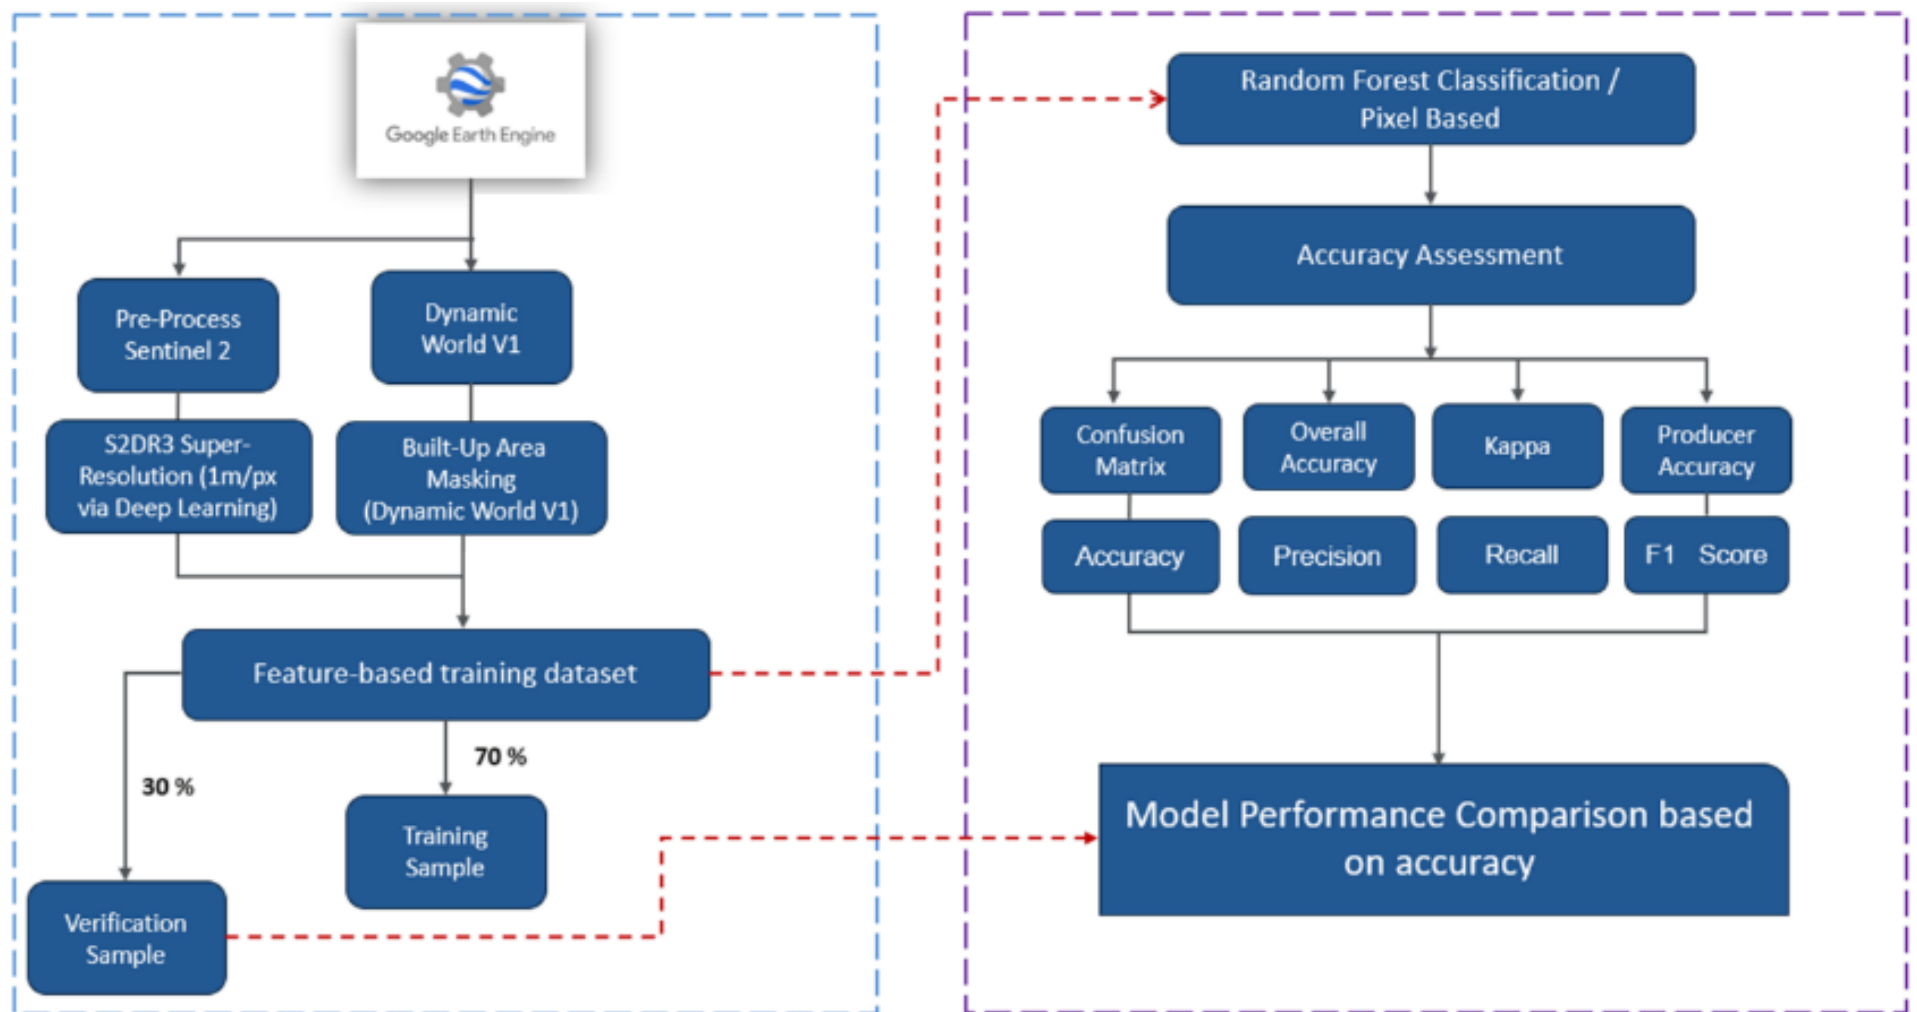 Google Earth Engine
Pre-Process
Sentinel 2
Dynamic
World V1
S2DR3 Super-
Resolution (1m/px
via Deep Learning)
Built-Up Area
Masking
(Dynamic World V1)
Feature-based training dataset
30 %
70 %
Training
Sample
Verification
Sample
Random Forest Classification /
Pixel Based
Accuracy Assessment
Confusion
Matrix
Overall
Accuracy
Kappa
Producer
Accuracy
Accuracy
Precision
Recall
F1 Score
Model Performance Comparison based
on accuracy